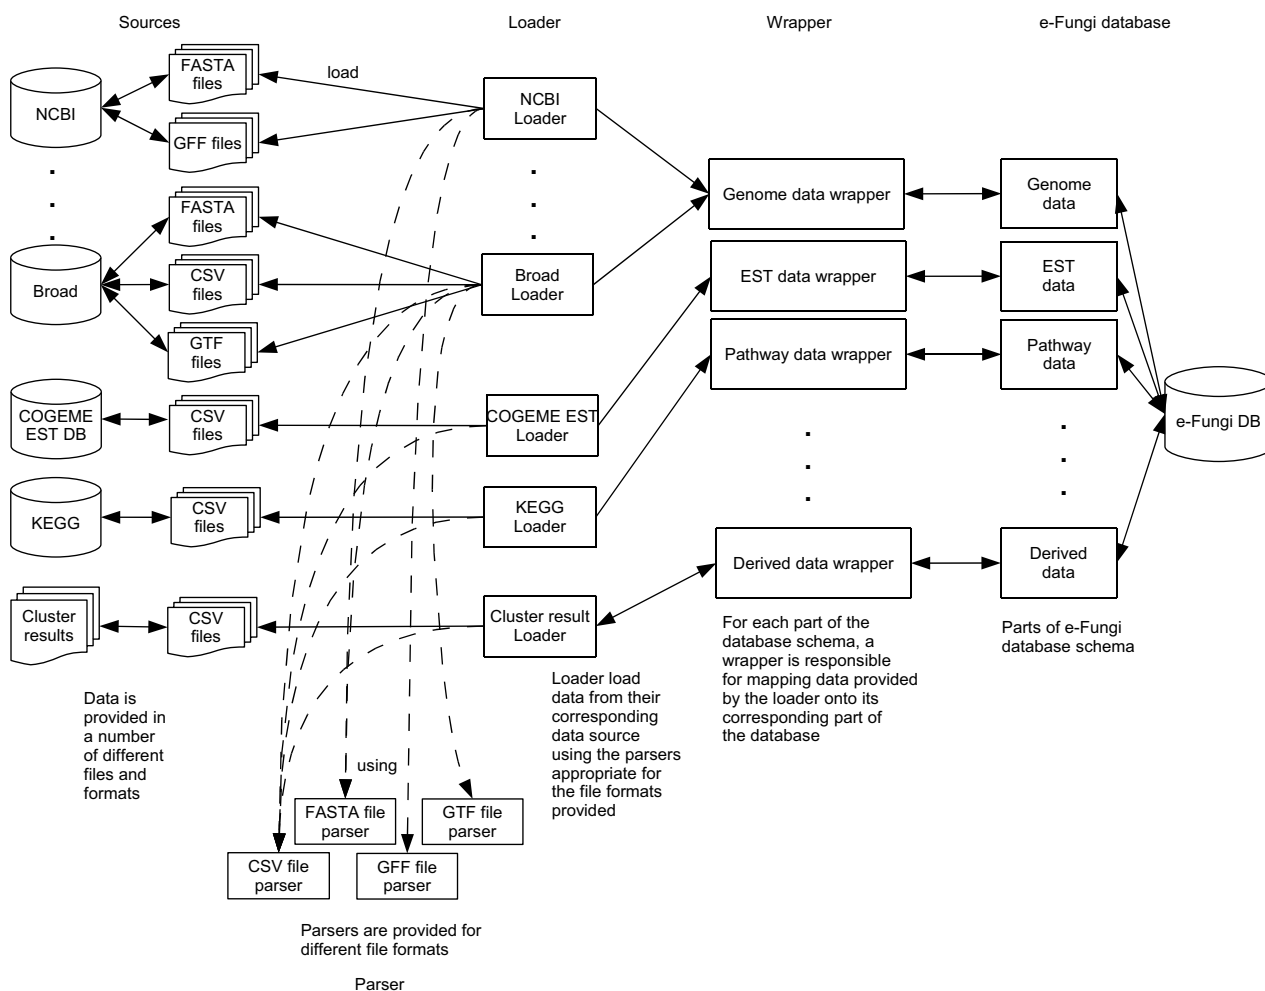 Sources
Loader
Wrapper
e-Fungi database
NCBI
FASTA
files
GFF files
load
NCBI
Loader
Genome data wrapper
Genome
data
FASTA
files
Broad
CSV
files
GTF
files
Broad
Loader
EST data wrapper
EST
data
Pathway data wrapper
Pathway
data
COGEME
EST DB
CSV
files
COGEME EST
Loader
e-Fungi DB
KEGG
CSV
files
KEGG
Loader
Derived data wrapper
Derived
data
Cluster
results
CSV
files
Cluster result
Loader
For each part of the
database schema, a
wrapper is responsible
for mapping data provided
by the loader onto its
corresponding part of
the database
Parts of e-Fungi
database schema
Data is
provided in
a number
of different
files and
formats
Loader load
data from their
corresponding
data source
using the parsers
appropriate for
the file formats
provided
using
FASTA file
parser
GTF file
parser
CSV file
parser
GFF file
parser
Parsers are provided for
different file formats
Parser